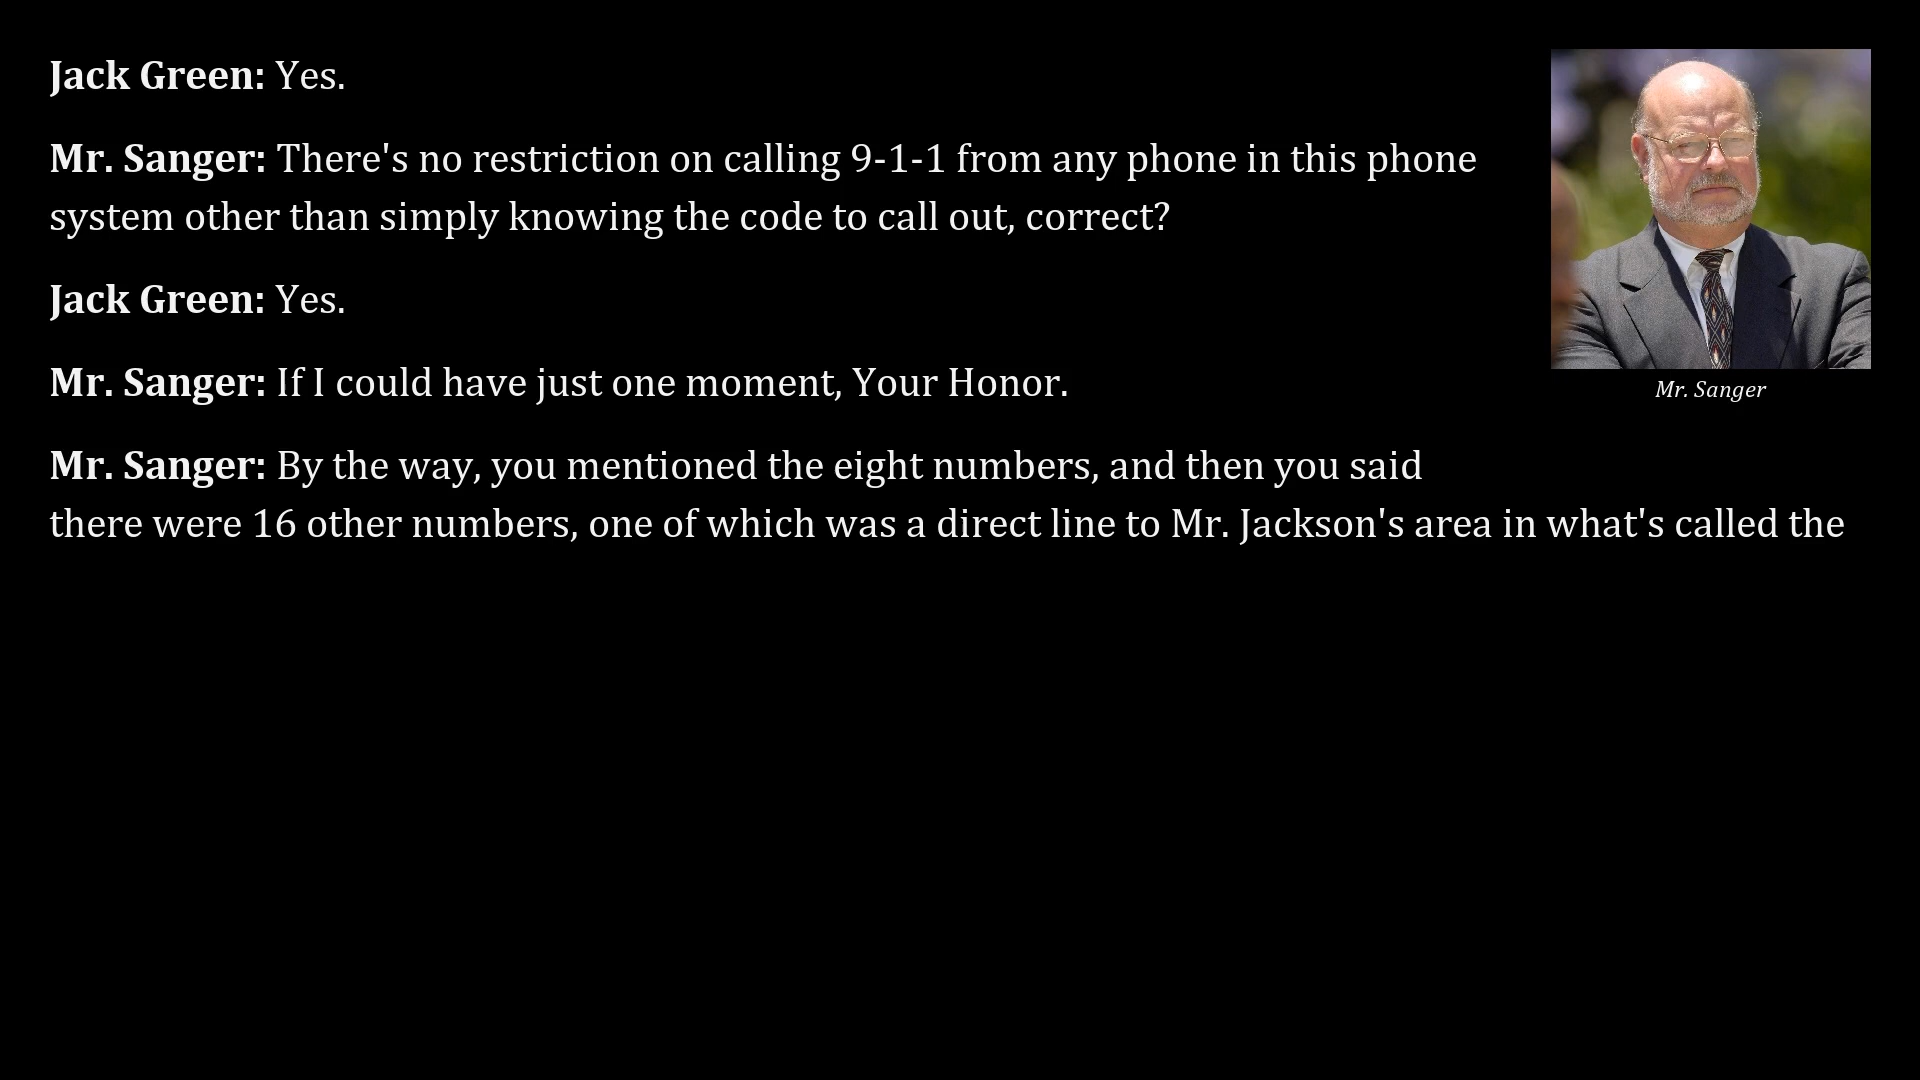 Jack Green: Yes.
Mr. Sanger: There's no restriction on calling 9-1-1 from any phone in this phone
system other than simply knowing the code to call out, correct?
Jack Green: Yes.
Mr. Sanger: If I could have just one moment, Your Honor.
Mr. Sanger: By the way, you mentioned the eight numbers, and then you said
there were 16 other numbers, one of which was a direct line to Mr. Jackson's area in what's called the
Mr. Sanger